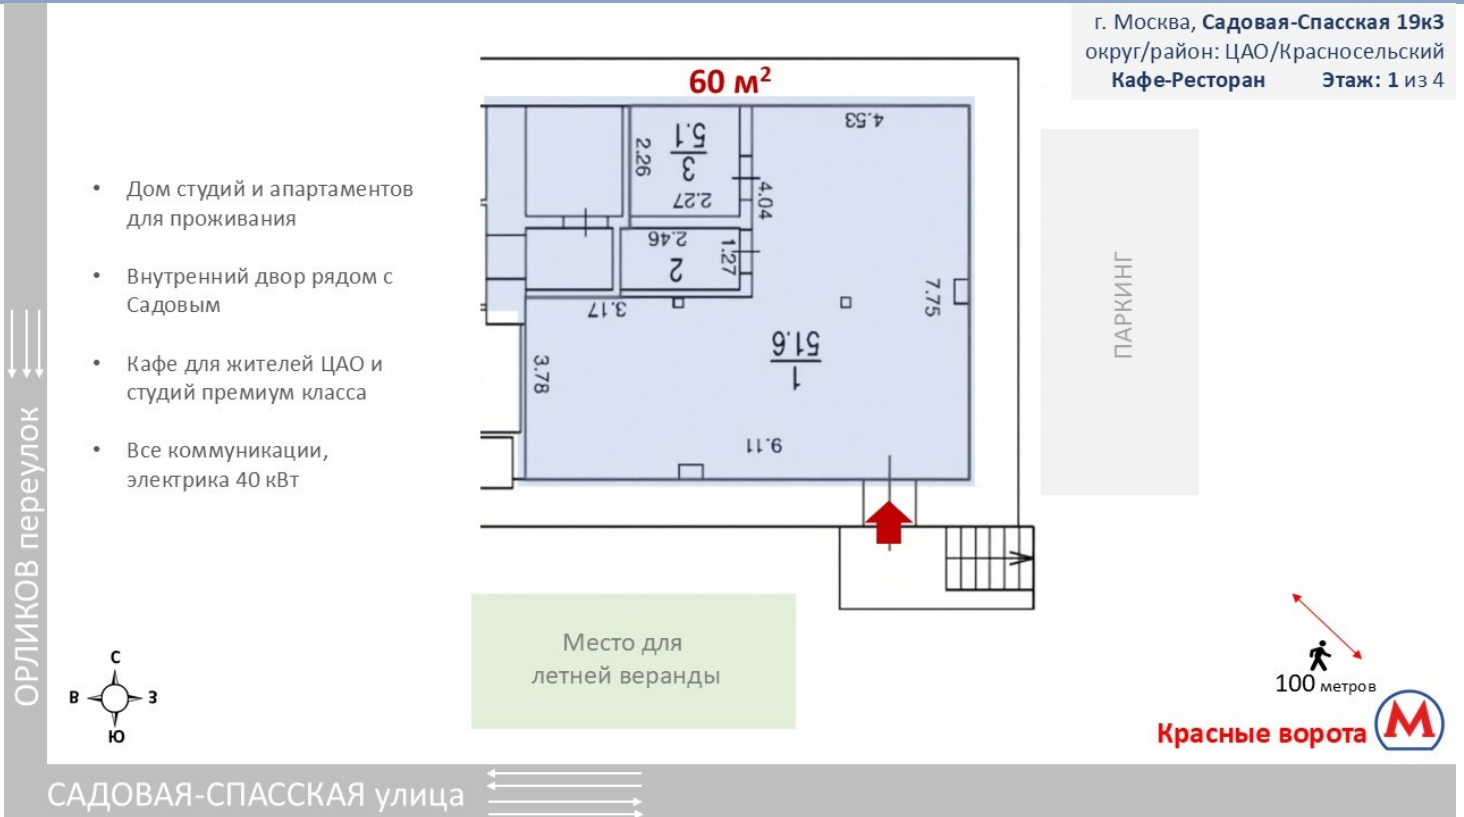 г. Москва, Садовая-Спасская 19к3
округ/район: ЦАО/Красносельский
Кафе-Ресторан Этаж: 1 из 4
60 м²
4.53
5.1
3
2.26
2.27
4.04
2.46
2
1.27
3.17
7.75
51.6
1
3.78
9.11
• Дом студий и апартаментов
для проживания
• Внутренний двор рядом с
Садовым
• Кафе для жителей ЦАО и
студий премиум класса
• Все коммуникации,
электрика 40 кВт
ПАРКИНГ
ОРЛИКОВ переулок
Место для
летней веранды
С
В З
Ю
100 метров
Красные ворота М
САДОВАЯ-СПАССКАЯ улица